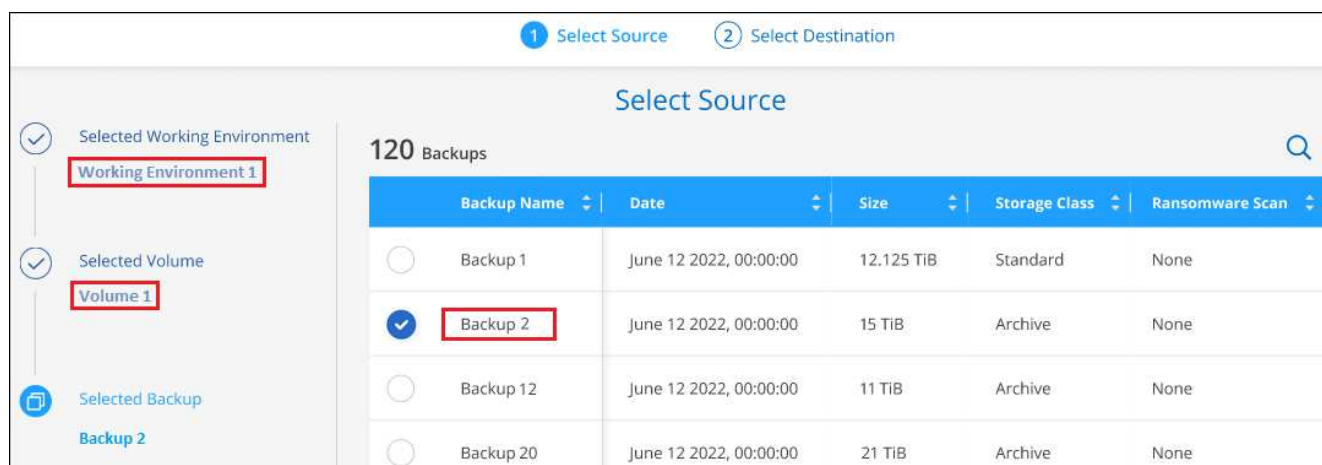 1 Select Source 2 Select Destination
Select Source
Selected Working Environment
Working Environment 1
Selected Volume
Volume 1
Selected Backup
Backup 2
120 Backups
Backup Name Date Size Storage Class Ransomware Scan
Backup 1 June 12 2022, 00:00:00 12.125 TiB Standard None
Backup 2 June 12 2022, 00:00:00 15 TiB Archive None
Backup 12 June 12 2022, 00:00:00 11 TiB Archive None
Backup 20 June 12 2022, 00:00:00 21 TiB Archive None